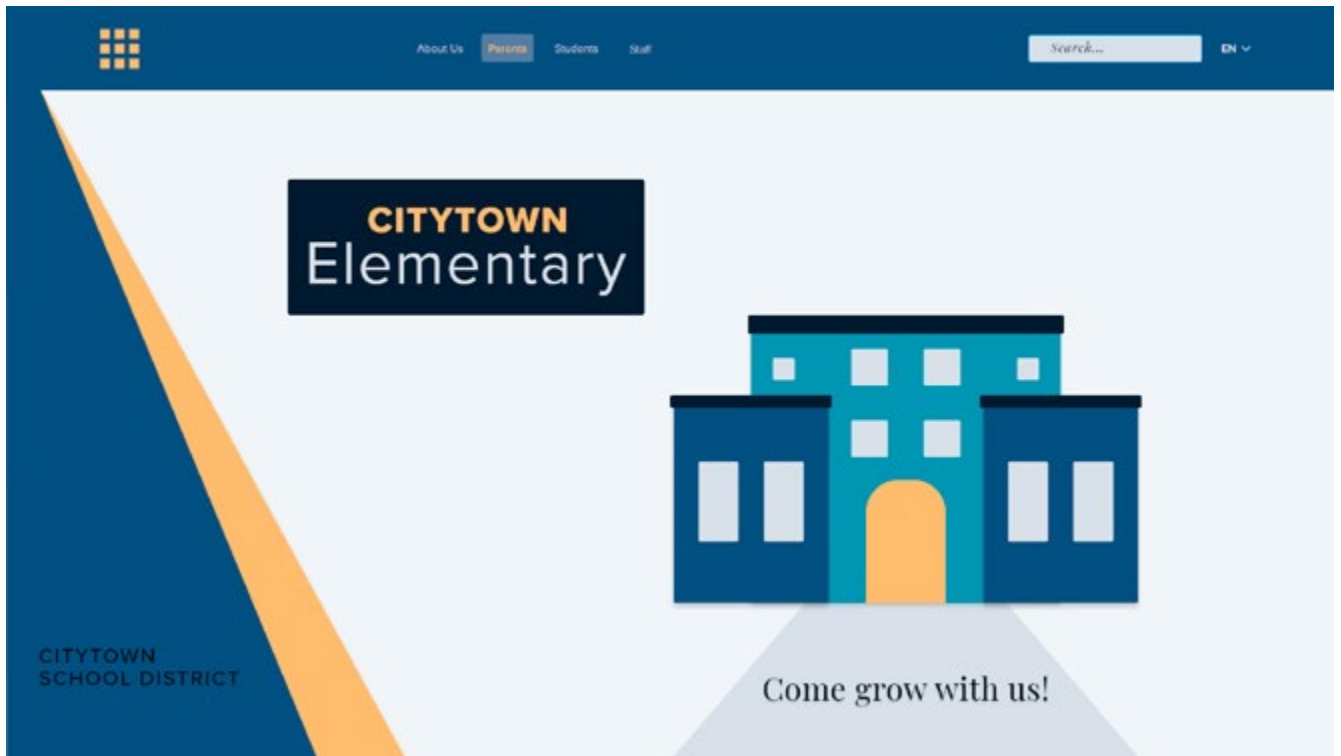 About Us
Parents
Students
Staff
Search...
EN
CITYTOWN
Elementary
CITYTOWN
SCHOOL DISTRICT
Come grow with us!